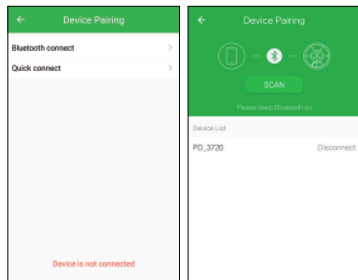 Device Pairing
Bluetooth connect
Quick connect
Device is not connected
Device Pairing
SCAN
Please keep Bluetooth on
Device List
PD_3720 Disconnect